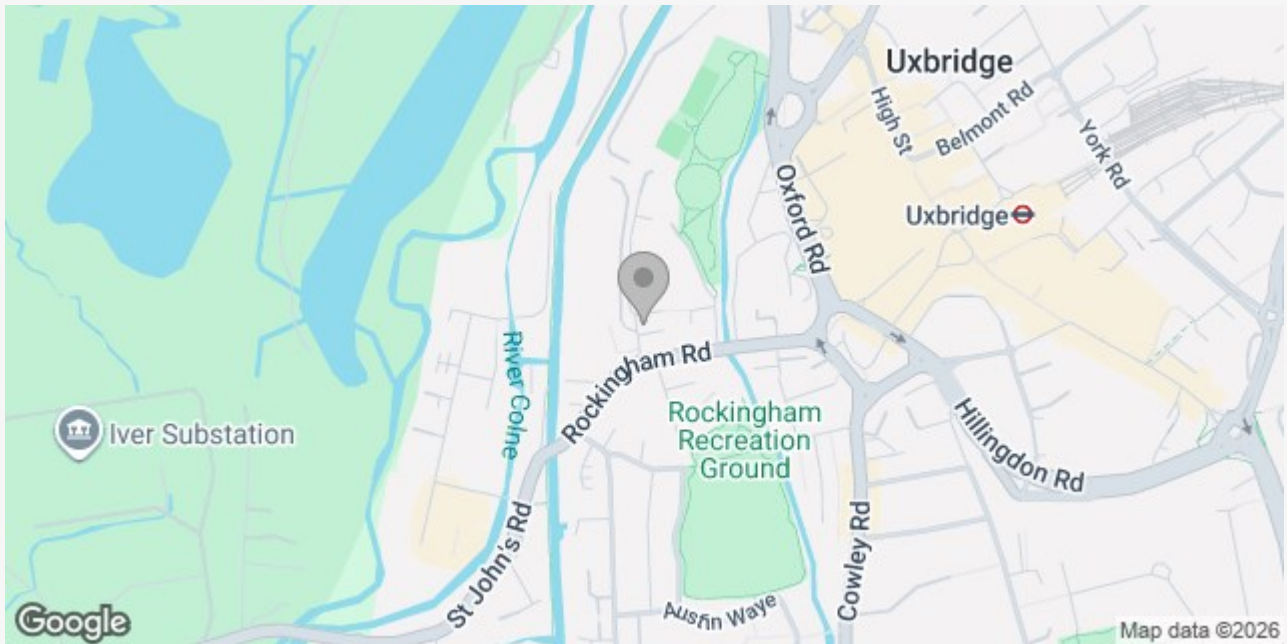 Uxbridge
High St
Belmont Rd
York Rd
Oxford Rd
Uxbridge
River Colne
Rockingham Rd
Iver Substation
Rockingham
Recreation
Ground
Hillingdon Rd
St John's Rd
Cowley Rd
Austin Waye
Google
Map data ©2026